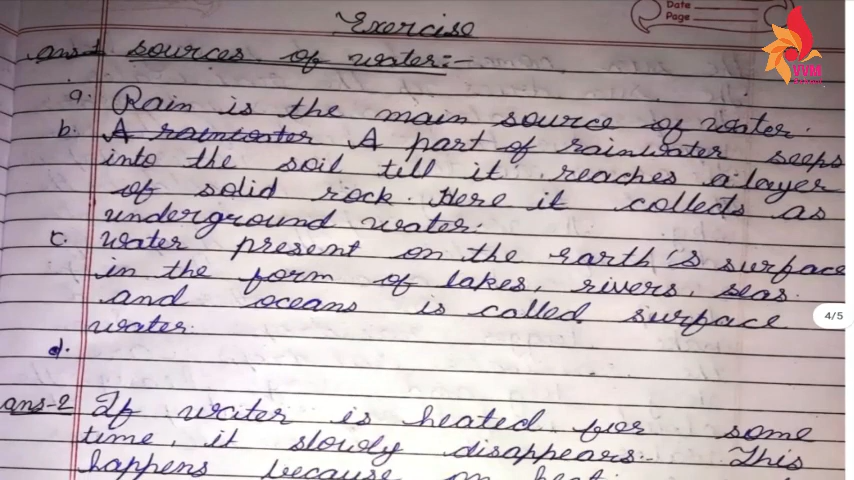 Date
Page
VVM
Exercise
ans-1 sources of water:-
a. Rain is the main source of water.
b. A rainwater A part of rainwater seeps
into the soil till it reaches a layer
of solid rock. Here it collects as
underground water.
c. water present on the earth's surface
in the form of lakes, rivers, seas
and oceans is called surface
water.
4/5
d.
ans-2 If water is heated for some
time, it slowly disappears. This
happens because on heat